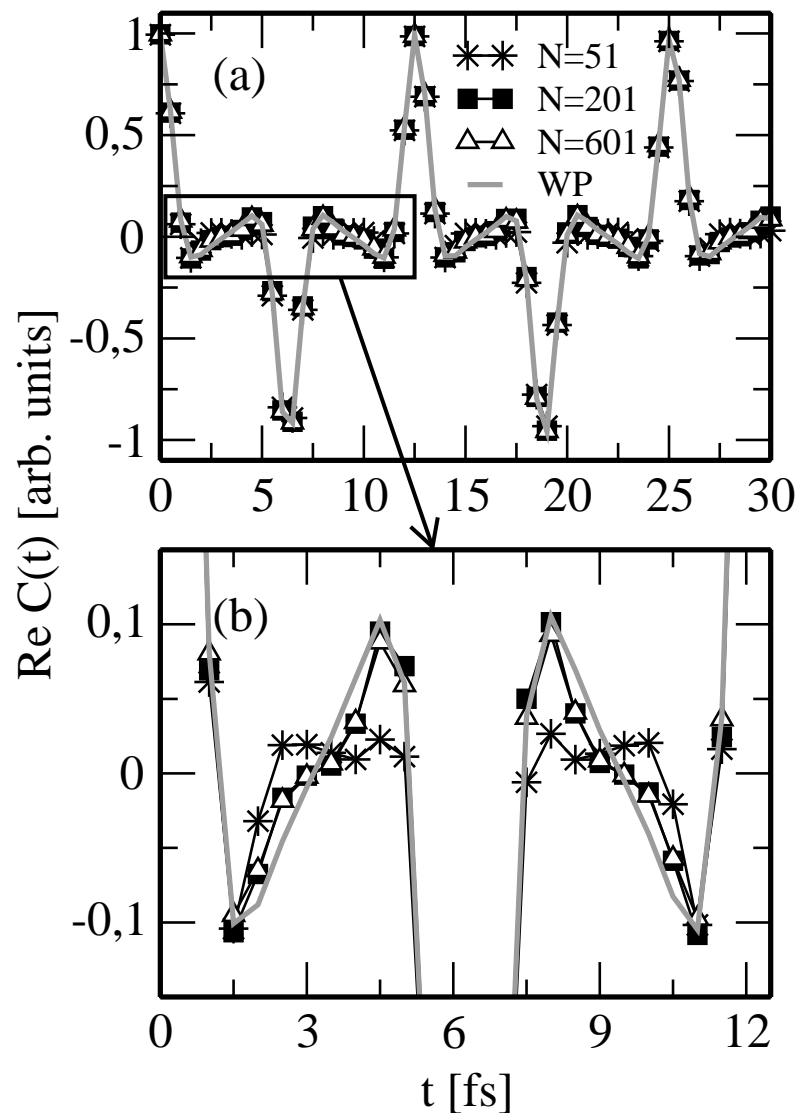 1
(a)
N=51
N=201
0,5
N=601
WP
0
-0,5
-1
0 5 10 15 20 25 30
Re C(t) [arb. units]
(b)
0,1
0
-0,1
0 3 6 9 12
t [fs]